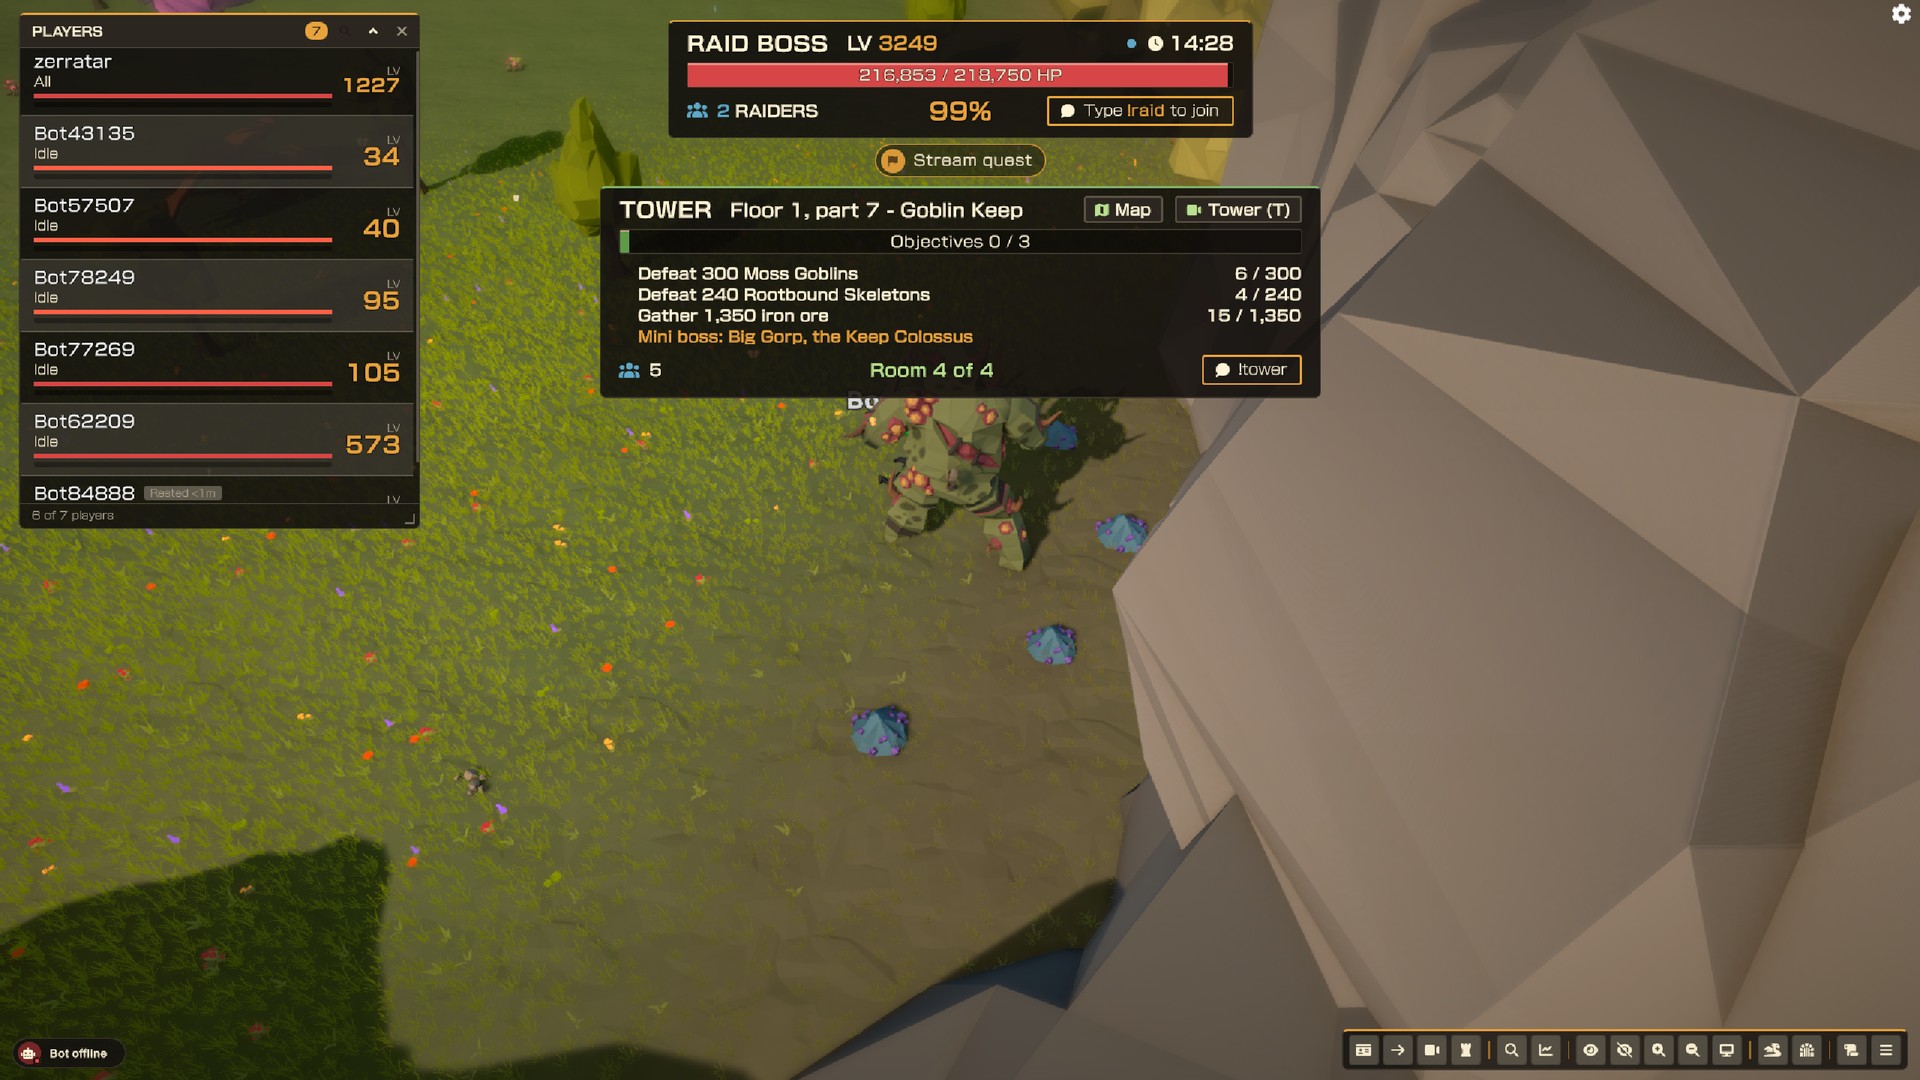 PLAYERS 7
zerratar
All
LV
1227
Bot43135
Idle
LV
34
Bot57507
Idle
LV
40
Bot78249
Idle
LV
95
Bot77269
Idle
LV
105
Bot62209
Idle
LV
573
Bot84888 Rested <1m
LV
6 of 7 players
RAID BOSS LV 3249 14:28
216,853 / 218,750 HP
2 RAIDERS 99% Type !raid to join
Stream quest
TOWER Floor 1, part 7 - Goblin Keep Map Tower (T)
Objectives 0 / 3
Defeat 300 Moss Goblins 6 / 300
Defeat 240 Rootbound Skeletons 4 / 240
Gather 1,350 iron ore 15 / 1,350
Mini boss: Big Gorp, the Keep Colossus
5 Room 4 of 4 !tower
Bot offline